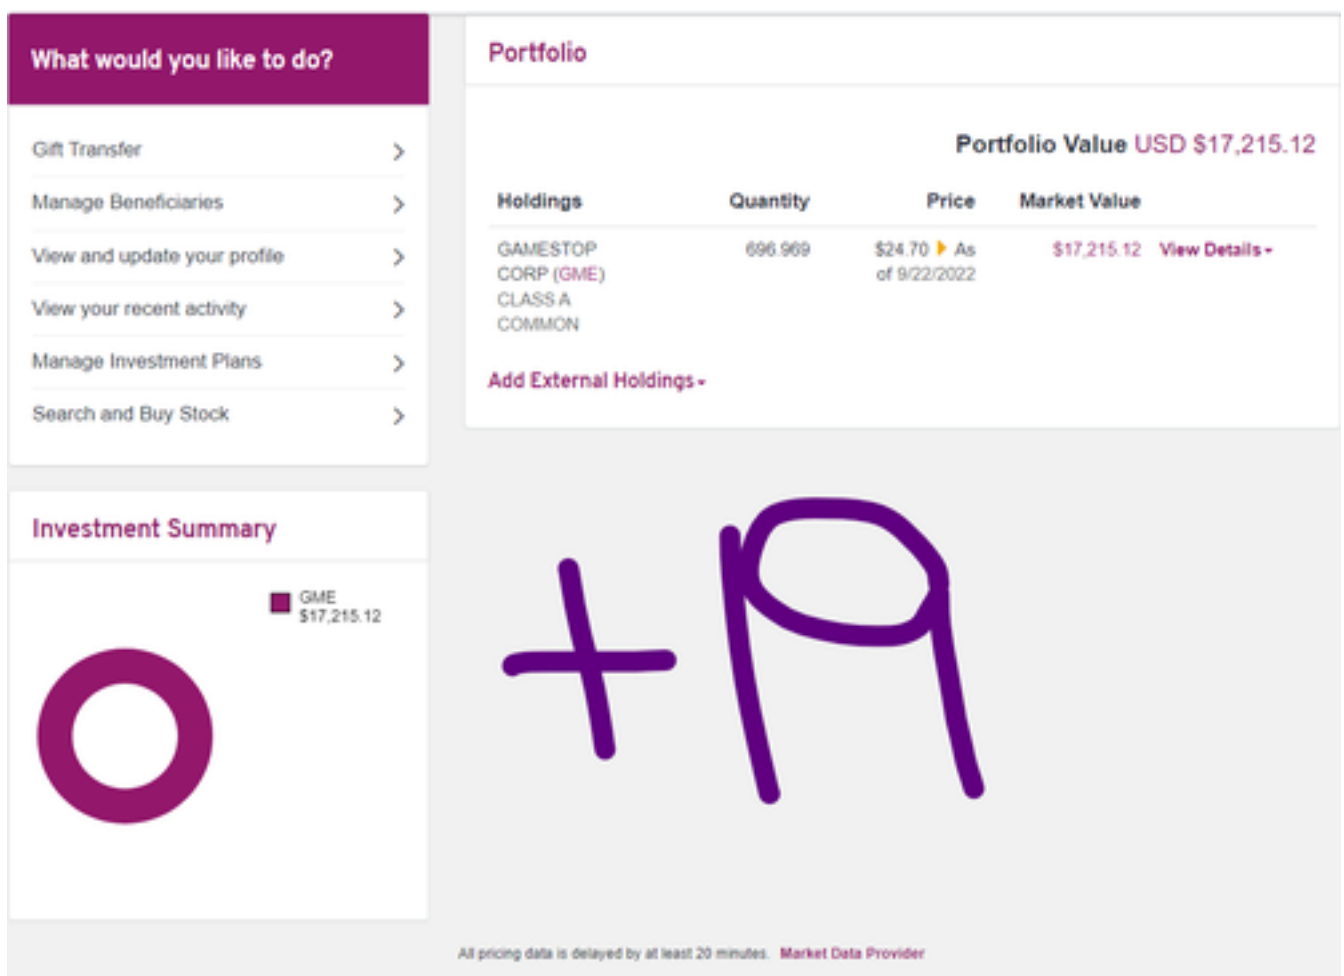 What would you like to do?
Gift Transfer
Manage Beneficiaries
View and update your profile
View your recent activity
Manage Investment Plans
Search and Buy Stock
Investment Summary
GME
$17,215.12
Portfolio
Portfolio Value USD $17,215.12
Holdings Quantity Price Market Value
GAMESTOP 696.969 $24.70 As $17,215.12 View Details
CORP (GME) of 9/22/2022
CLASS A
COMMON
Add External Holdings
+19
All pricing data is delayed by at least 20 minutes. Market Data Provider